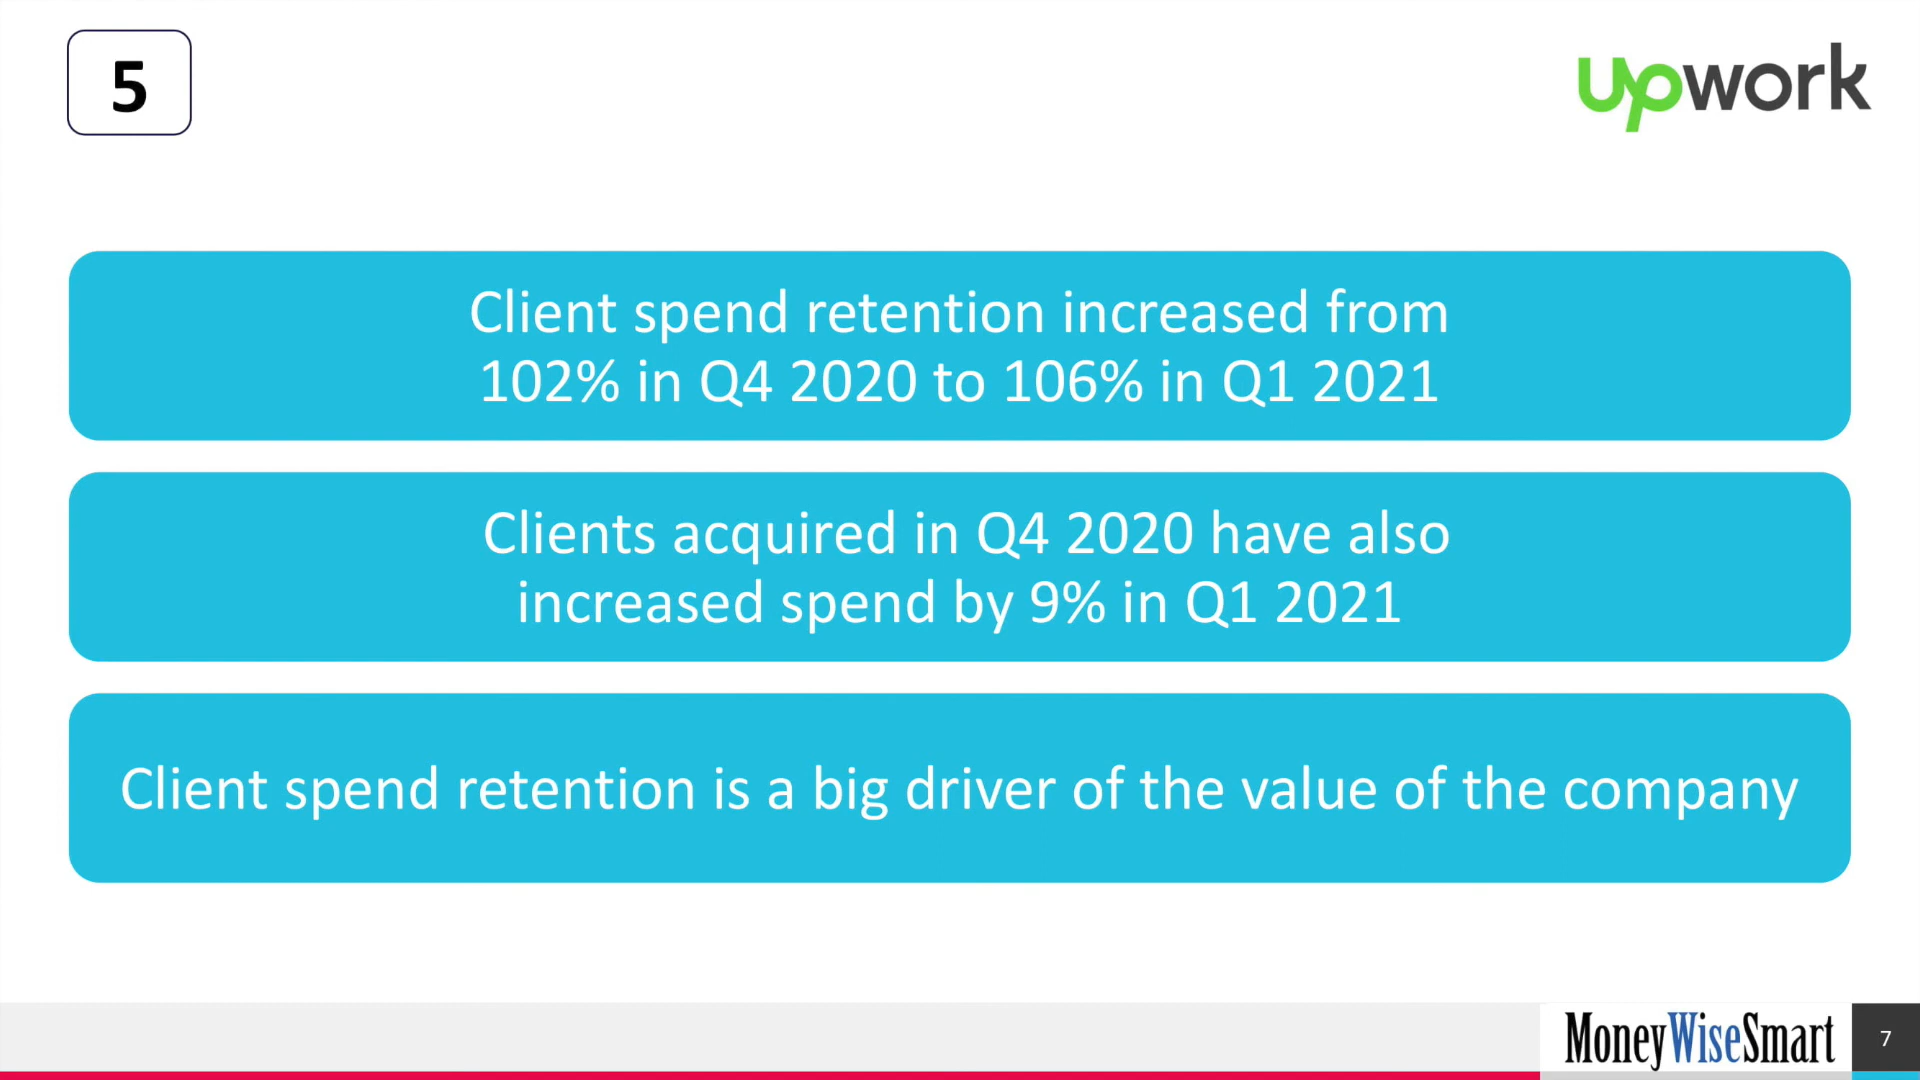 5
upwork
Client spend retention increased from
102% in Q4 2020 to 106% in Q1 2021
Clients acquired in Q4 2020 have also
increased spend by 9% in Q1 2021
Client spend retention is a big driver of the value of the company
MoneyWiseSmart
7